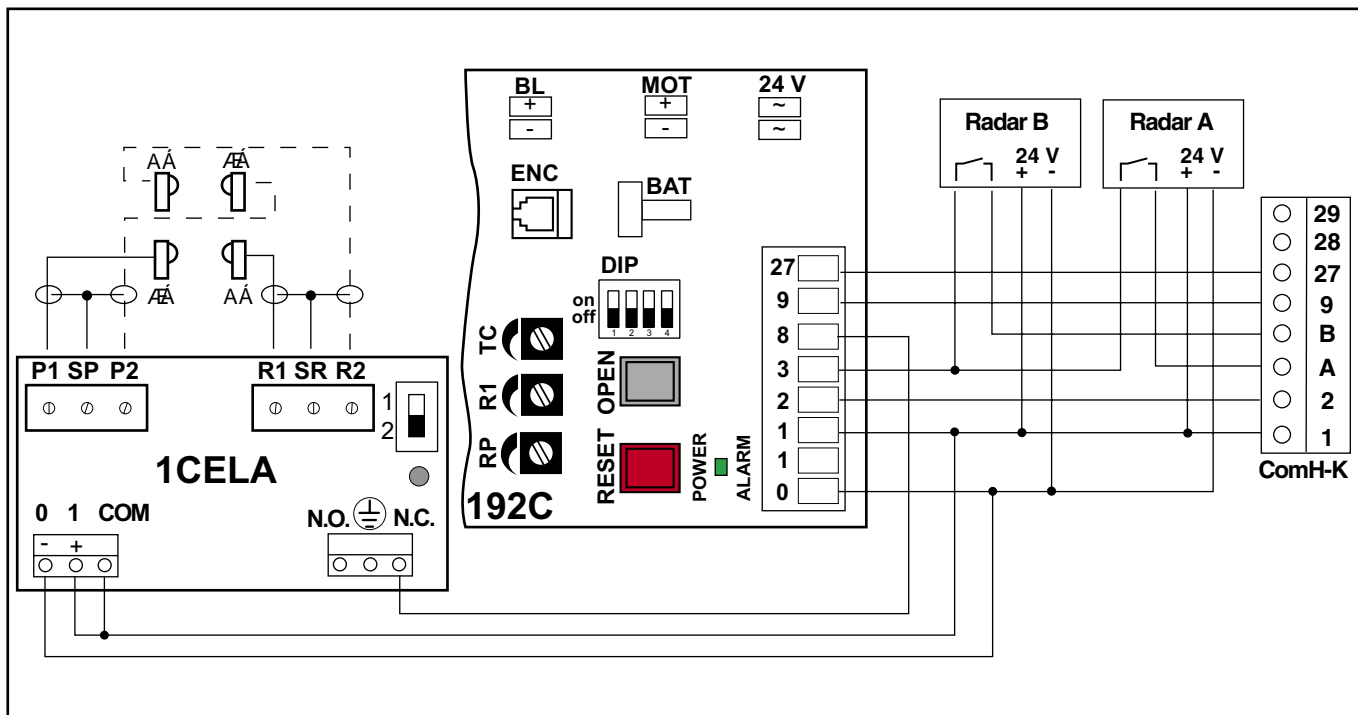 BL
+
-
MOT
+
-
24 V
~
~
ENC
BAT
DIP
on
off
1 2 3 4
TC
R1
RP
OPEN
RESET
POWER
ALARM
192C
27
9
8
3
2
1
1
0
Radar B
24 V
+ -
Radar A
24 V
+ -
29
28
27
9
B
A
2
1
ComH-K
AÁ ÆÁ
ÆÁ AÁ
P1 SP P2
R1 SR R2
1
2
1CELA
0 1 COM
- +
N.O. N.C.